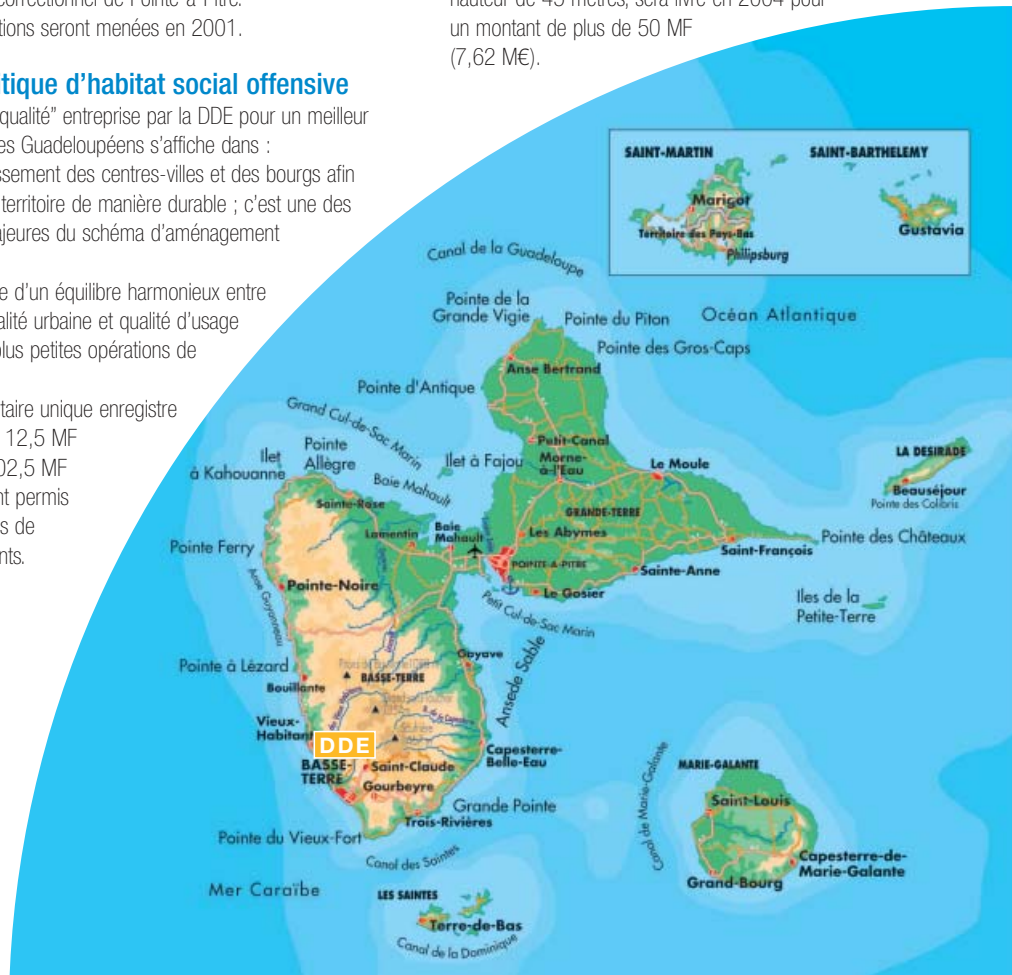 correctionnel de Pointe-à-Pitre.
tions seront menées en 2001.
tique d’habitat social offensive
qualité” entreprise par la DDE pour un meilleur
es Guadeloupéens s’affiche dans :
ssement des centres-villes et des bourgs afin
territoire de manière durable ; c’est une des
ajeures du schéma d’aménagement
e d’un équilibre harmonieux entre
alité urbaine et qualité d’usage
plus petites opérations de
taire unique enregistre
12,5 MF
02,5 MF
nt permis
s de
nts.
hauteur de 45 mètres, sera livré en 2004 pour
un montant de plus de 50 MF
(7,62 M€).
SAINT-MARTIN
SAINT-BARTHELEMY
Marigot
Territoire des Pays-Bas
Philipsburg
Gustavia
Canal de la Guadeloupe
Pointe de la
Grande Vigie
Pointe du Piton
Océan Atlantique
Pointe des Gros-Caps
Anse Bertrand
Pointe d'Antique
Grand Cul-de-Sac Marin
Petit-Canal
Morne-
à-l'Eau
Ilet
à Kahouanne
Pointe
Allègre
Ilet à Fajou
Le Moule
LA DESIRADE
Beauséjour
Pointe des Colibris
Baie Mahault
Sainte-Rose
GRANDE-TERRE
Lamentin
Baie
Mahault
Les Abymes
Pointe des Châteaux
Saint-François
Pointe Ferry
POINTE-A-PITRE
Sainte-Anne
Anse Guyonneau
Pointe-Noire
Le Gosier
Petit Cul-de-Sac Marin
Iles de la
Petite-Terre
Goyave
Anse de Sable
Pointe à Lézard
BASSE-TERRE
Bouillante
Vieux-
Habitant
DDE
BASSE-
TERRE
Saint-Claude
Gourbeyre
Capesterre-
Belle-Eau
Grande Pointe
Trois-Rivières
Pointe du Vieux-Fort
Canal des Saintes
MARIE-GALANTE
Canal de Marie-Galante
Saint-Louis
Capesterre-de-
Marie-Galante
Grand-Bourg
Mer Caraïbe
LES SAINTES
Terre-de-Bas
Canal de la Dominique